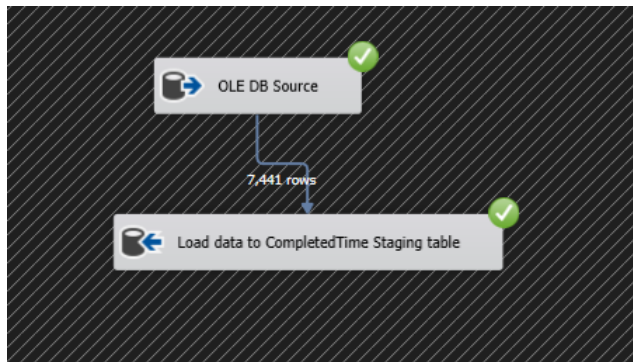 OLE DB Source
7,441 rows
Load data to CompletedTime Staging table